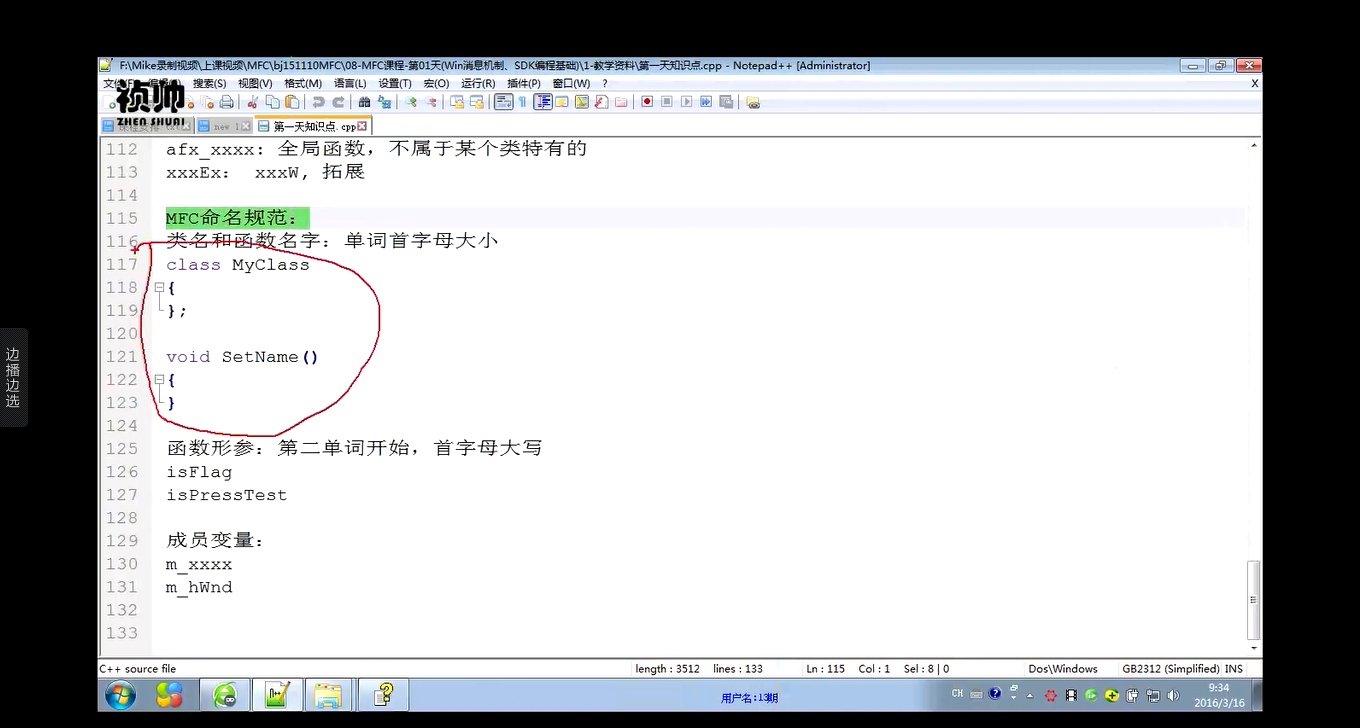 F:\Mike录制视频\上课视频\MFC\bj151110MFC\08-MFC课程-第01天(Win消息机制、SDK编程基础)\1-教学资料\第一天知识点.cpp - Notepad++ [Administrator]
搜索(S) 视图(V) 格式(M) 语言(L) 设置(T) 宏(O) 运行(R) 插件(P) 窗口(W) ? X
祯帅
ZHEN SHUAI
new 1 第一天知识点.cpp
112 afx_xxxx: 全局函数，不属于某个类特有的
113 xxxEx: xxxW, 拓展
114
115 MFC命名规范:
116 类名和函数名字: 单词首字母大小
117 class MyClass
118 {
119 };
120
121 void SetName()
122 {
123 }
124
125 函数形参: 第二单词开始，首字母大写
126 isFlag
127 isPressTest
128
129 成员变量:
130 m_xxxx
131 m_hWnd
132
133
边播边选
C++ source file length : 3512 lines : 133 Ln : 115 Col : 1 Sel : 8 | 0 Dos\Windows GB2312 (Simplified) INS
用户名:13期
CH 9:34
2016/3/16